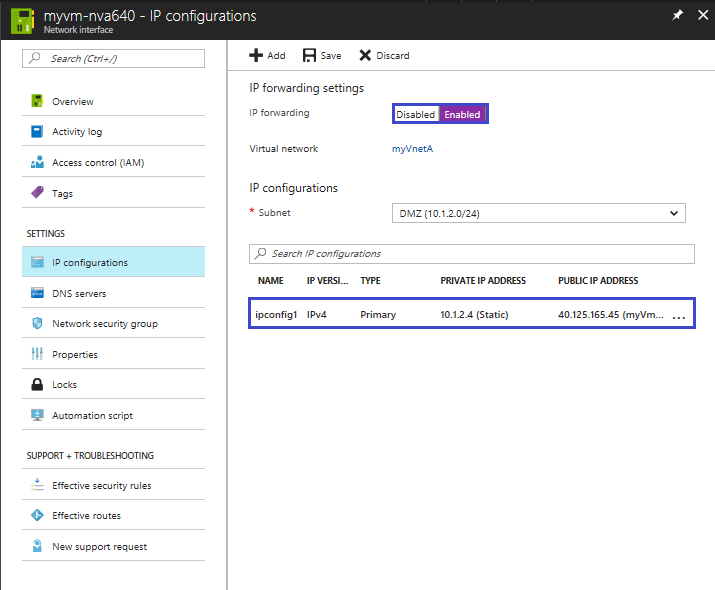 myvm-nva640 - IP configurations
Network interface
Search (Ctrl+/)
Overview
Activity log
Access control (IAM)
Tags
SETTINGS
IP configurations
DNS servers
Network security group
Properties
Locks
Automation script
SUPPORT + TROUBLESHOOTING
Effective security rules
Effective routes
New support request
Add Save Discard
IP forwarding settings
IP forwarding Disabled Enabled
Virtual network myVnetA
IP configurations
* Subnet DMZ (10.1.2.0/24)
Search IP configurations
NAME IP VERSI... TYPE PRIVATE IP ADDRESS PUBLIC IP ADDRESS
ipconfig1 IPv4 Primary 10.1.2.4 (Static) 40.125.165.45 (myVm... ...